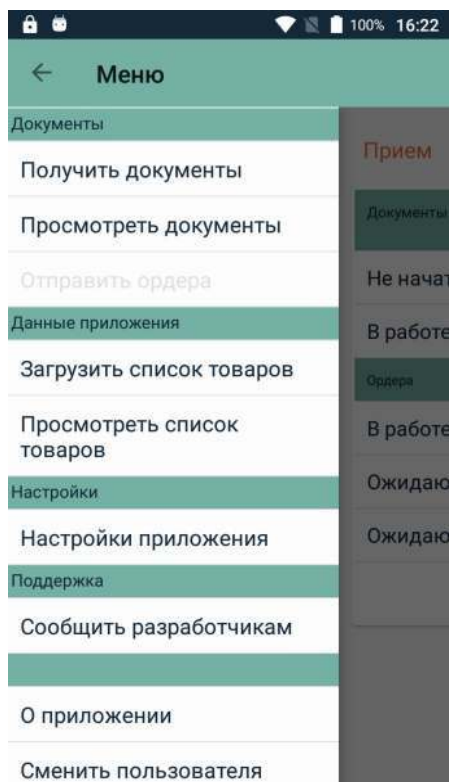 100% 16:22
Меню
Документы
Получить документы
Просмотреть документы
Отправить ордера
Данные приложения
Загрузить список товаров
Просмотреть список
товаров
Настройки
Настройки приложения
Поддержка
Сообщить разработчикам
О приложении
Сменить пользователя
Прием
Документы
Не начат
В работе
Ордера
В работе
Ожидаю
Ожидаю